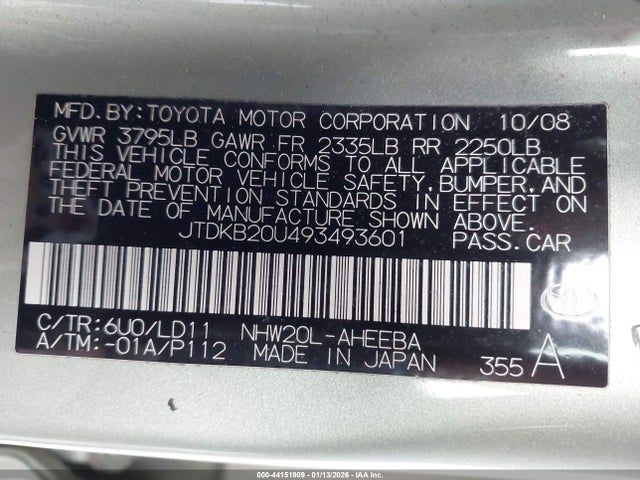 MFD. BY: TOYOTA MOTOR CORPORATION 10/08
GVWR 3795LB GAWR FR 2335LB RR 2250LB
THIS VEHICLE CONFORMS TO ALL APPLICABLE
FEDERAL MOTOR VEHICLE SAFETY, BUMPER, AND
THEFT PREVENTION STANDARDS IN EFFECT ON
THE DATE OF MANUFACTURE SHOWN ABOVE.
JTDKB20U493493601 PASS.CAR
C/TR:6U0/LD11 NHW20L-AHEEBA
A/TM:-01A/P112 MADE IN JAPAN 355 A
000-44151909 - 01/13/2026 - IAAI.COM